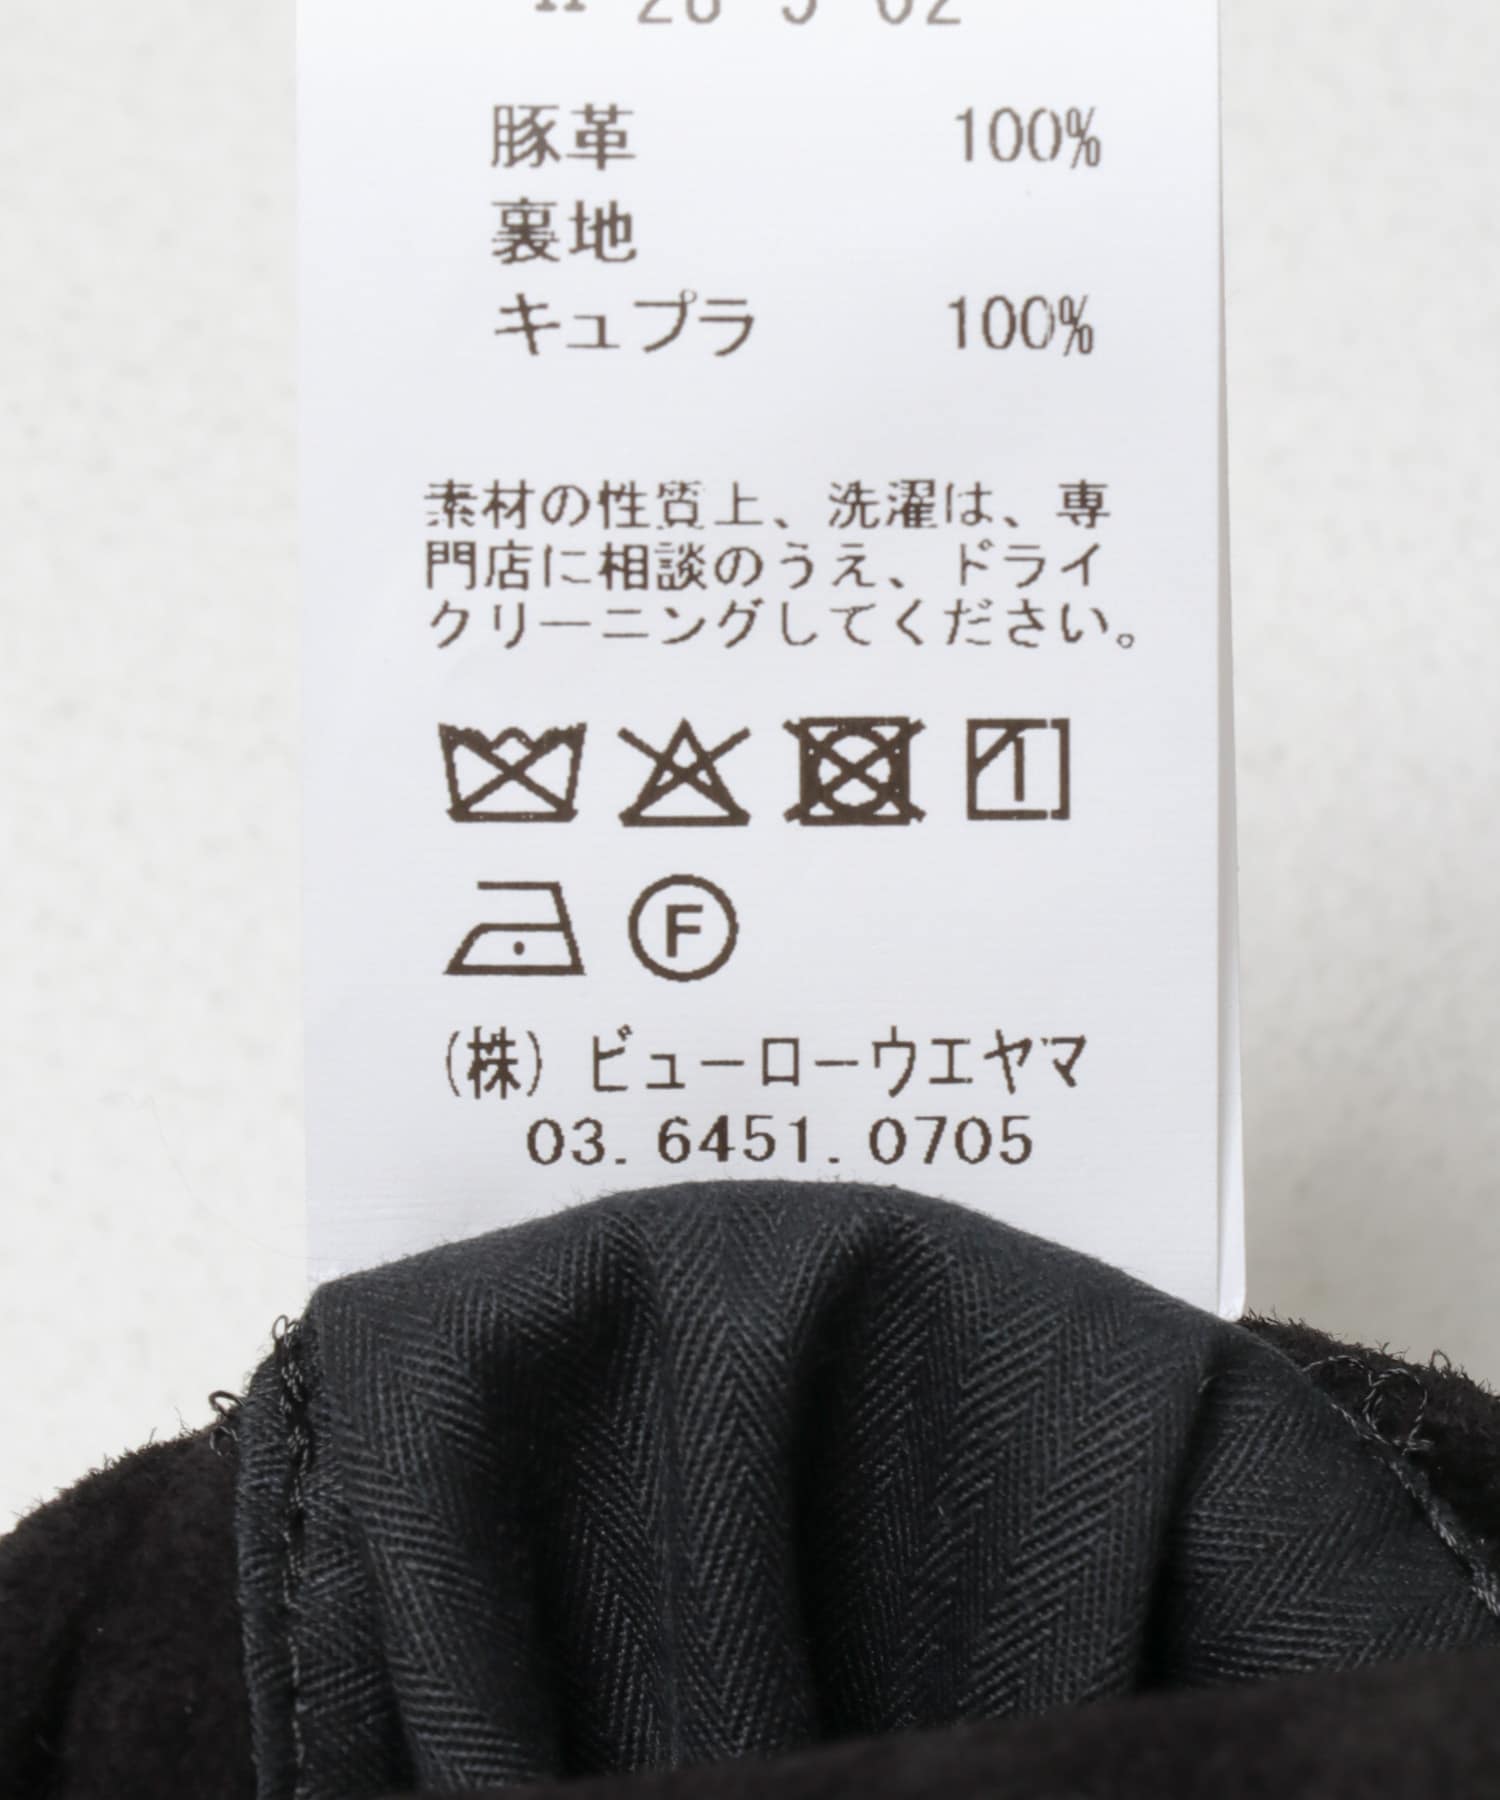 豚革 100%
裏地
キュプラ 100%
素材の性質上、洗濯は、専
門店に相談のうえ、ドライ
クリーニングしてください。
F
(株) ビューローウエヤマ
03. 6451. 0705